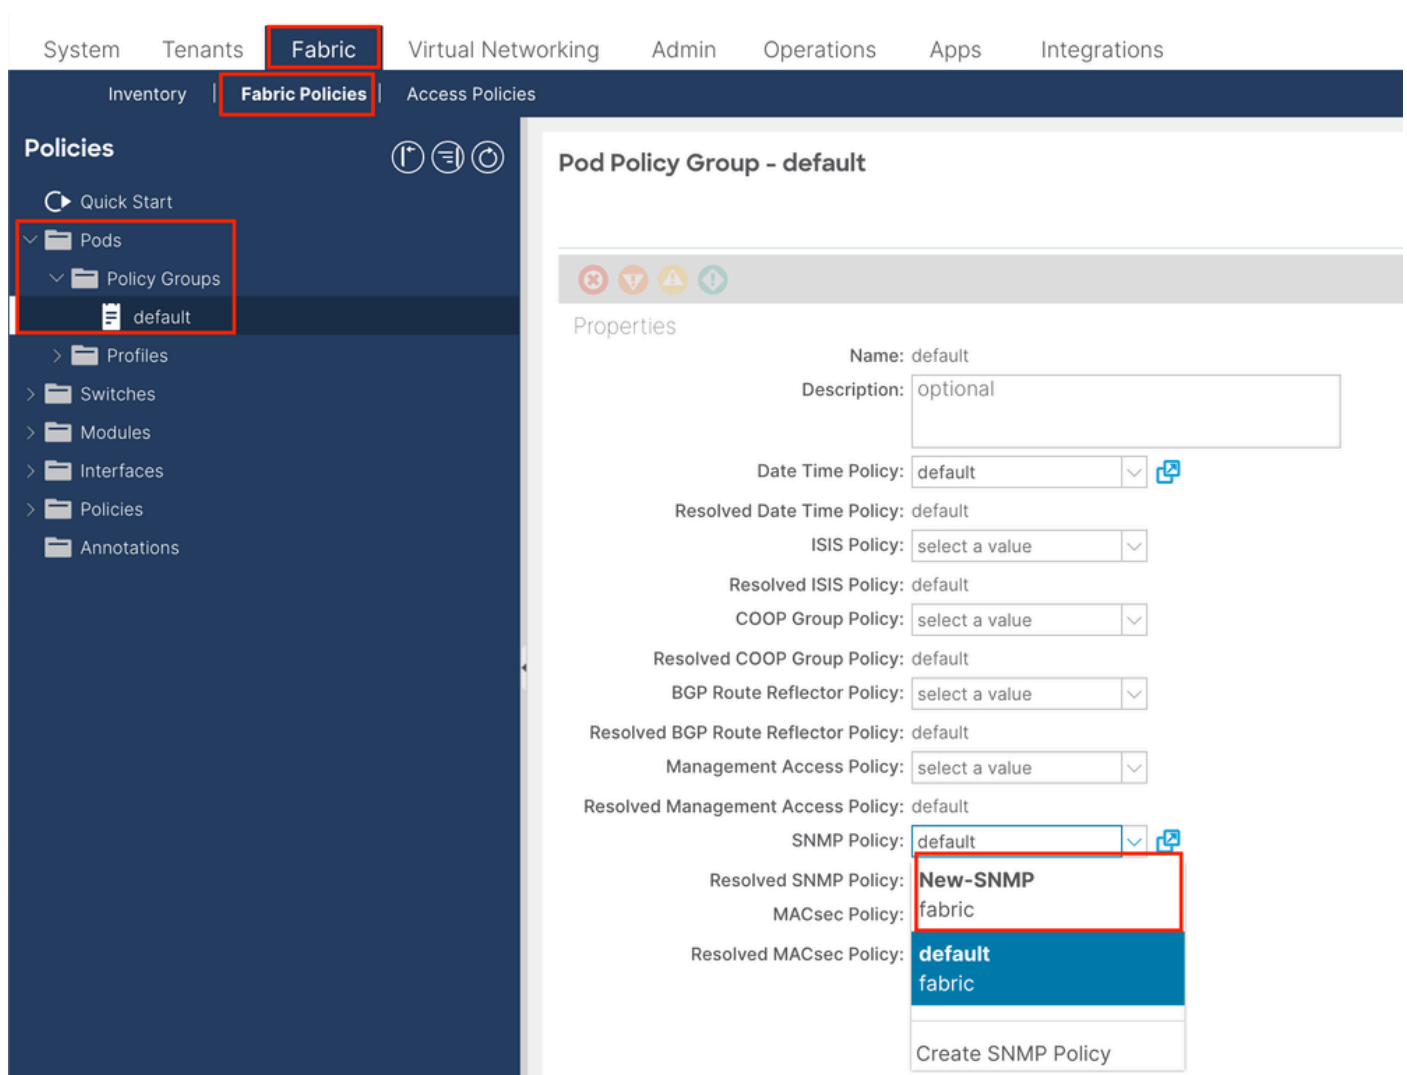 System Tenants Fabric Virtual Networking Admin Operations Apps Integrations
Inventory | Fabric Policies | Access Policies
Policies
Quick Start
Pods
Policy Groups
default
Profiles
Switches
Modules
Interfaces
Policies
Annotations
Pod Policy Group - default
Properties
Name: default
Description: optional
Date Time Policy: default
Resolved Date Time Policy: default
ISIS Policy: select a value
Resolved ISIS Policy: default
COOP Group Policy: select a value
Resolved COOP Group Policy: default
BGP Route Reflector Policy: select a value
Resolved BGP Route Reflector Policy: default
Management Access Policy: select a value
Resolved Management Access Policy: default
SNMP Policy: default
Resolved SNMP Policy: New-SNMP
MACsec Policy: fabric
Resolved MACsec Policy: default
fabric
Create SNMP Policy